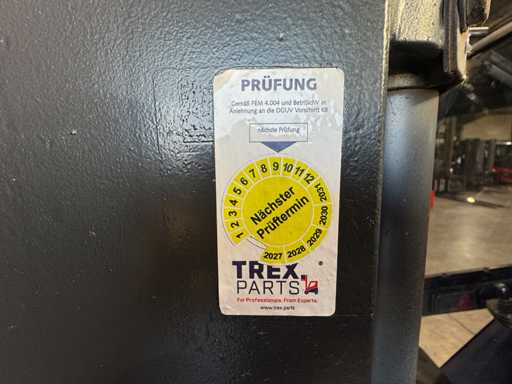 PRÜFUNG
Gemäß FEM 4.004 und BetrSichV in
Anlehnung an die DGUV Vorschrift 68
nächste Prüfung
1 2 3 4 5 6 7 8 9 10 11 12
2031 2030 2029 2028 2027
Nächster
Prüftermin
TREX.®
PARTS
For Professionals. From Experts.
www.trex.parts